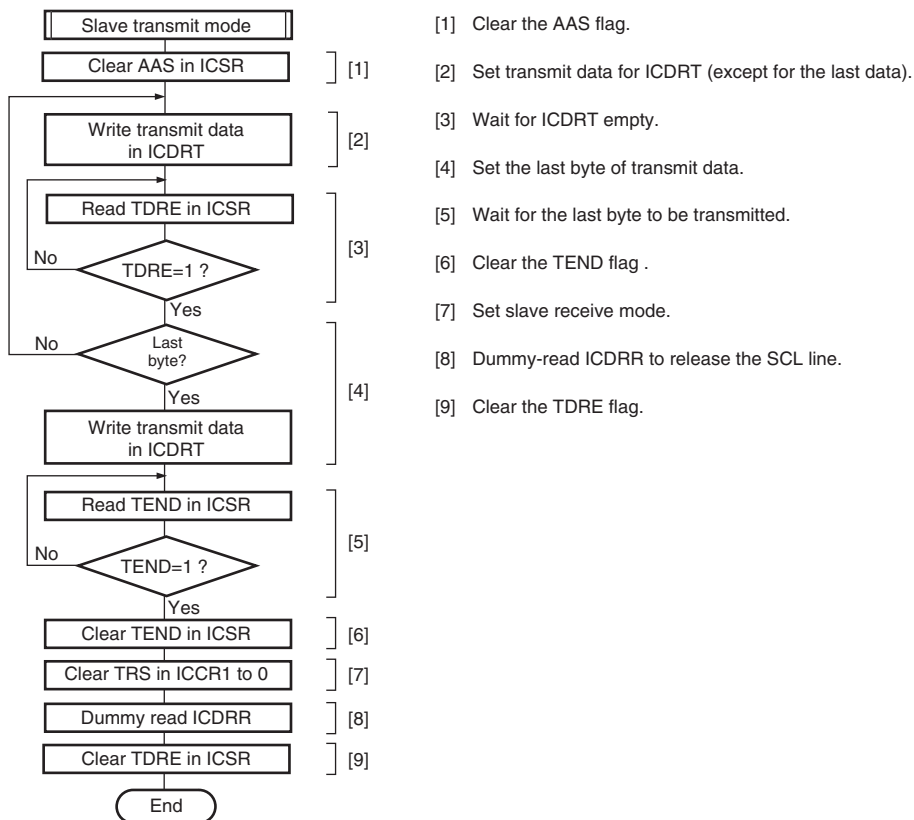 Slave transmit mode
Clear AAS in ICSR
[1]
Write transmit data
in ICDRT
[2]
Read TDRE in ICSR
[3]
No
TDRE=1 ?
Yes
No
Last
byte?
[4]
Yes
Write transmit data
in ICDRT
Read TEND in ICSR
[5]
No
TEND=1 ?
Yes
Clear TEND in ICSR
[6]
Clear TRS in ICCR1 to 0
[7]
Dummy read ICDRR
[8]
Clear TDRE in ICSR
[9]
End
[1] Clear the AAS flag.
[2] Set transmit data for ICDRT (except for the last data).
[3] Wait for ICDRT empty.
[4] Set the last byte of transmit data.
[5] Wait for the last byte to be transmitted.
[6] Clear the TEND flag .
[7] Set slave receive mode.
[8] Dummy-read ICDRR to release the SCL line.
[9] Clear the TDRE flag.